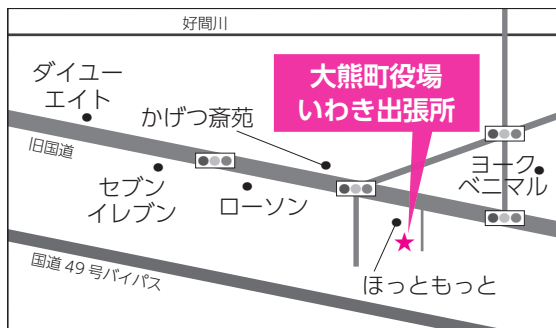 好間川
ダイユー
エイト
大熊町役場
いわき出張所
かげつ斎苑
旧国道
ヨーク
ベニマル
セブン
イレブン
ローソン
ほっともっと
国道49号バイパス